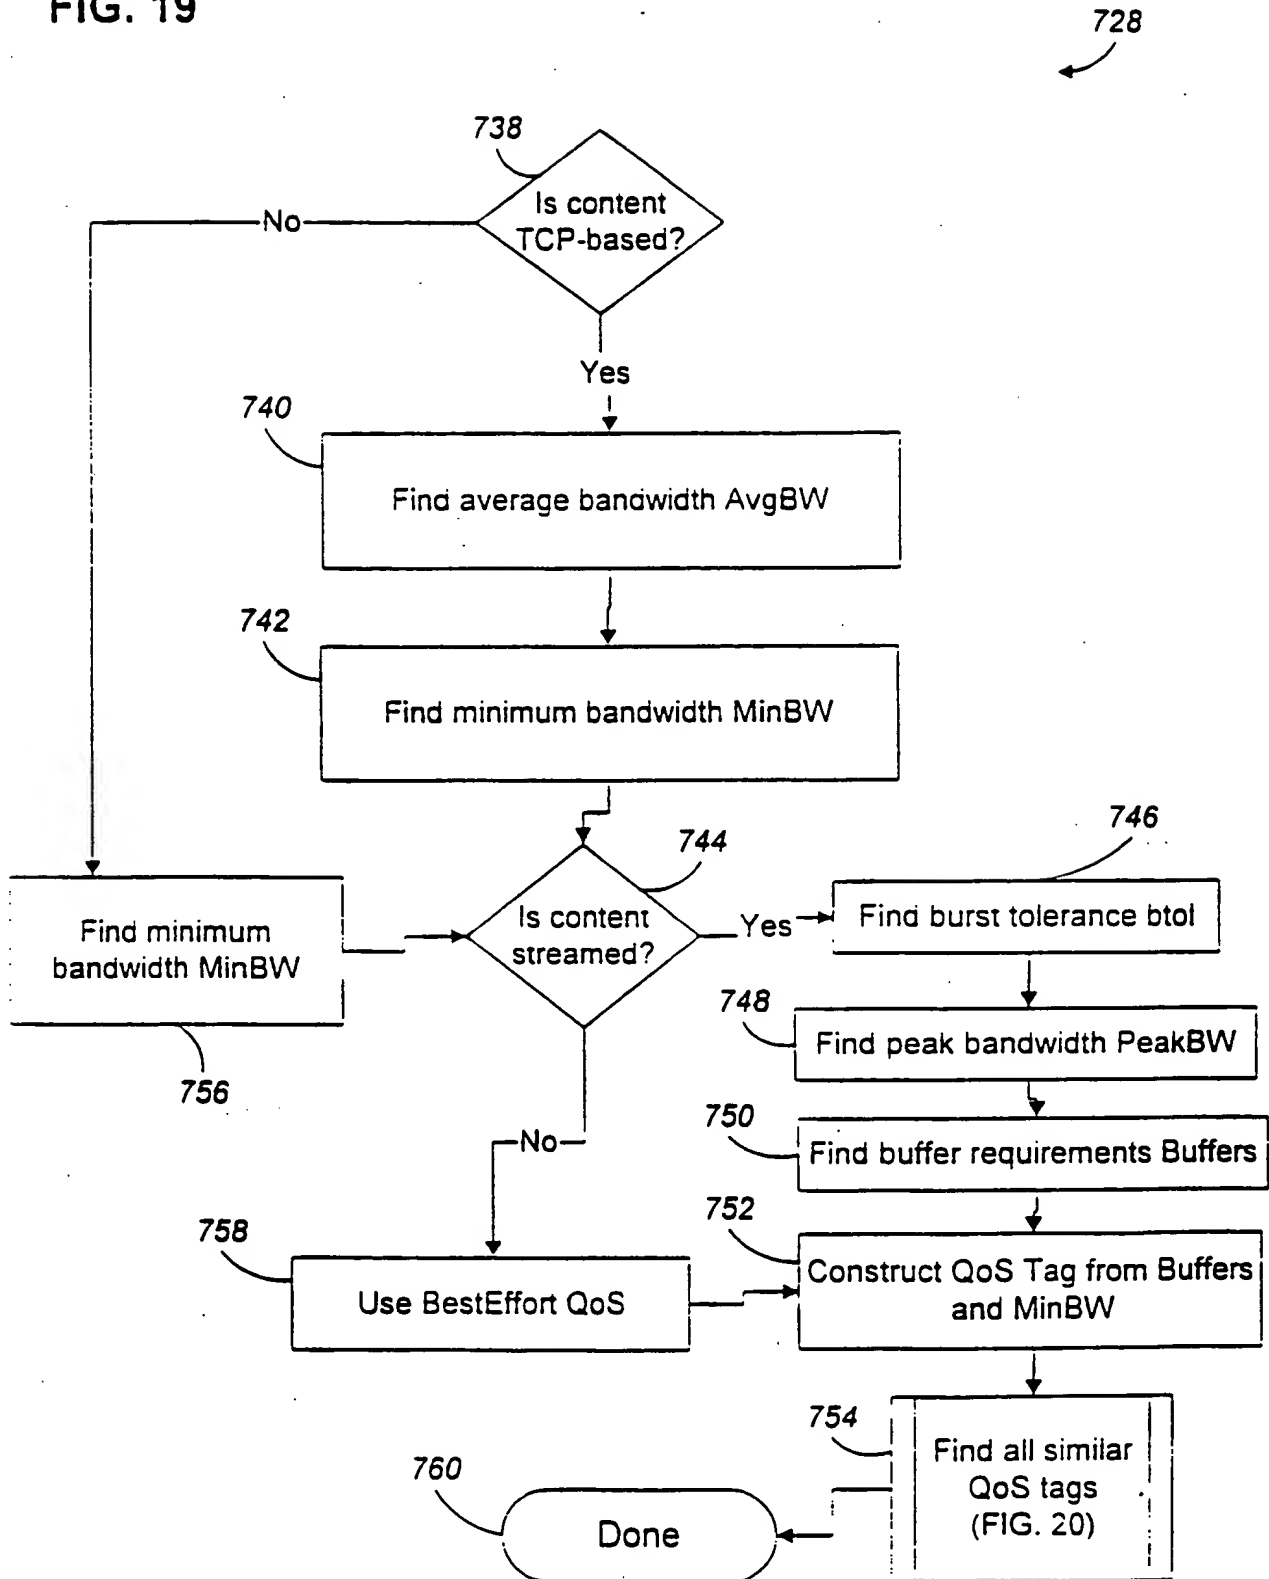 FIG. 19
728
738
Is content
TCP-based?
No
Yes
740
Find average bandwidth AvgBW
742
Find minimum bandwidth MinBW
744
746
Is content
streamed?
Yes
Find burst tolerance btol
Find minimum
bandwidth MinBW
748
Find peak bandwidth PeakBW
756
750
No
Find buffer requirements Buffers
752
758
Construct QoS Tag from Buffers
and MinBW
Use BestEffort QoS
754
Find all similar
QoS tags
(FIG. 20)
760
Done